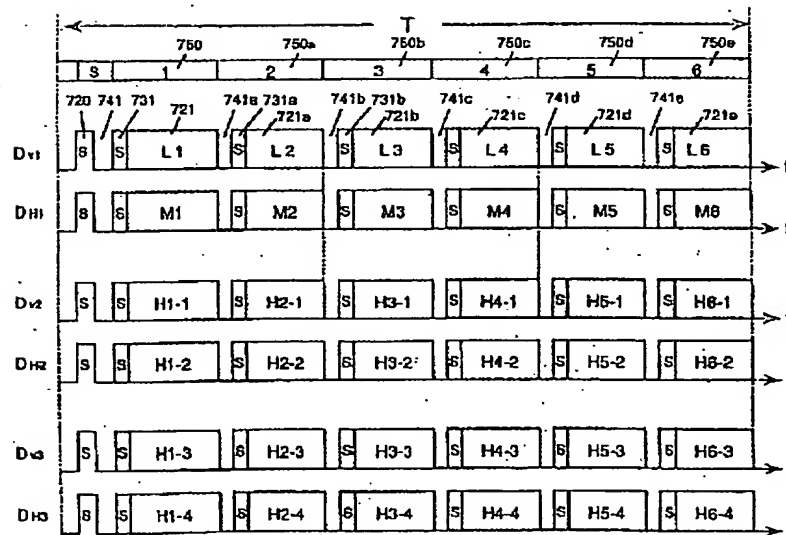 T
750 750a 750b 750c 750d 750e
S 1 2 3 4 5 6
720 741 731 721 741a 731a 721a 741b 731b 721b 741c 721c 741d 721d 741e 721e
Dv1 S S L1 S L2 S L3 S L4 S L5 S L6 t
DH1 S S M1 S M2 S M3 S M4 S M5 S M6
Dv2 S S H1-1 S H2-1 S H3-1 S H4-1 S H5-1 S H6-1
DH2 S S H1-2 S H2-2 S H3-2 S H4-2 S H5-2 S H6-2
Dv3 S S H1-3 S H2-3 S H3-3 S H4-3 S H5-3 S H6-3
DH3 S S H1-4 S H2-4 S H3-4 S H4-4 S H5-4 S H6-4